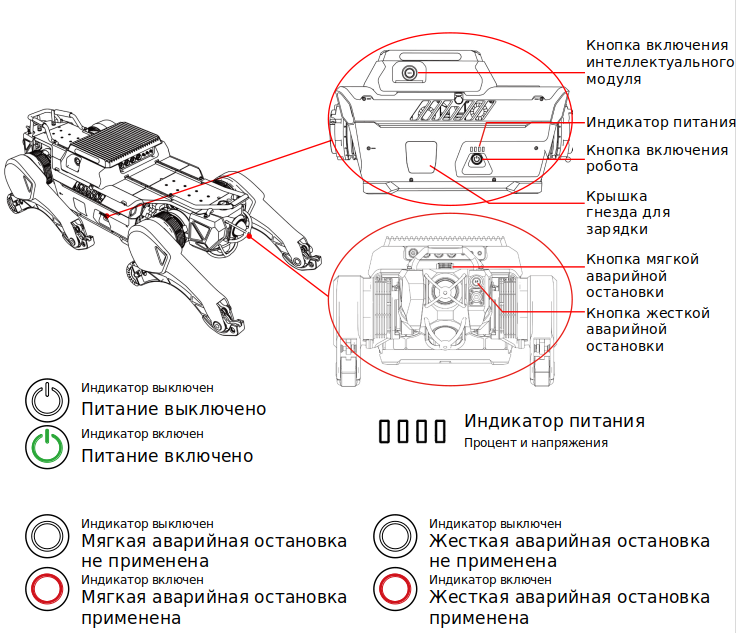 Кнопка включения
интеллектуального
модуля
Индикатор питания
Кнопка включения
робота
Крышка
гнезда для
зарядки
Кнопка мягкой
аварийной
остановки
Кнопка жесткой
аварийной
остановки
Индикатор выключен
Питание выключено
Индикатор включен
Питание включено
Индикатор питания
Процент и напряжения
Индикатор выключен
Мягкая аварийная остановка
не применена
Индикатор включен
Мягкая аварийная остановка
применена
Индикатор выключен
Жесткая аварийная остановка
не применена
Индикатор включен
Жесткая аварийная остановка
применена